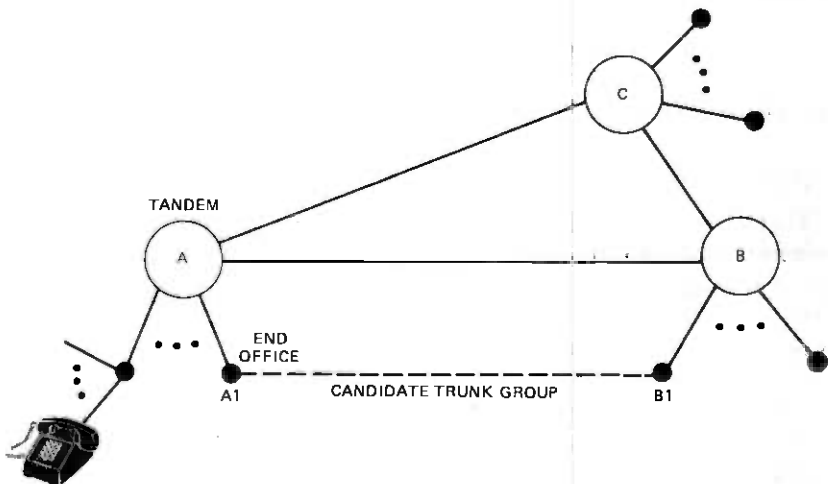 C
TANDEM
A
B
END
OFFICE
A1
CANDIDATE TRUNK GROUP
B1